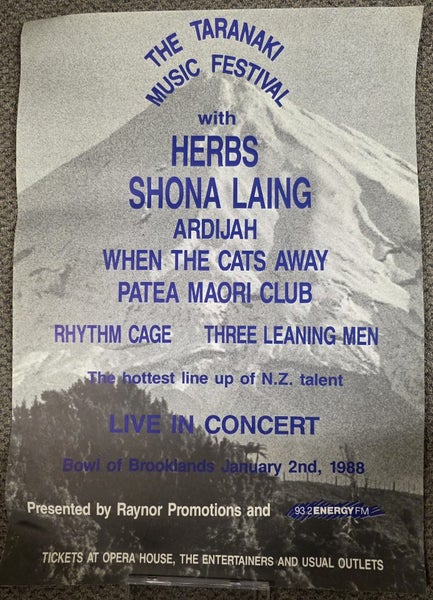 THE TARANAKI
MUSIC FESTIVAL
with
HERBS
SHONA LAING
ARDIJAH
WHEN THE CATS AWAY
PATEA MAORI CLUB
RHYTHM CAGE THREE LEANING MEN
The hottest line up of N.Z. talent
LIVE IN CONCERT
Bowl of Brooklands January 2nd, 1988
Presented by Raynor Promotions and 93.2 ENERGY FM
TICKETS AT OPERA HOUSE, THE ENTERTAINERS AND USUAL OUTLETS